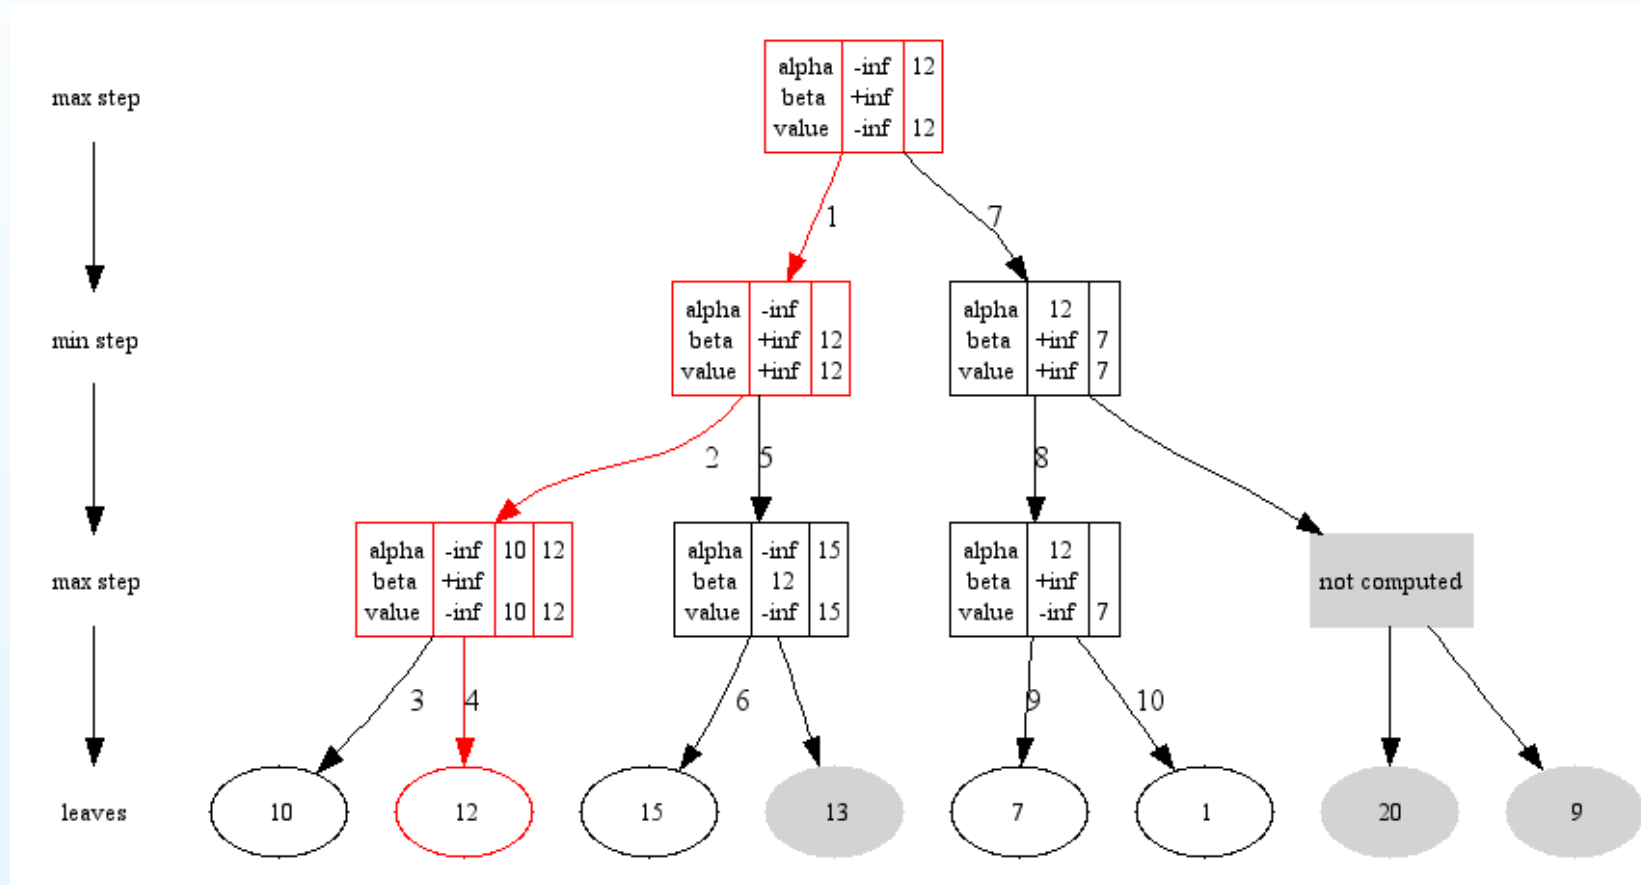 max step
alpha -inf 12
beta +inf
value -inf 12
1
7
min step
alpha -inf
beta +inf 12
value +inf 12
alpha 12
beta +inf 7
value +inf 7
2
5
8
max step
alpha -inf 10 12
beta +inf
value -inf 10 12
alpha -inf 15
beta 12
value -inf 15
alpha 12
beta +inf
value -inf 7
not computed
3
4
6
9
10
leaves
10
12
15
13
7
1
20
9